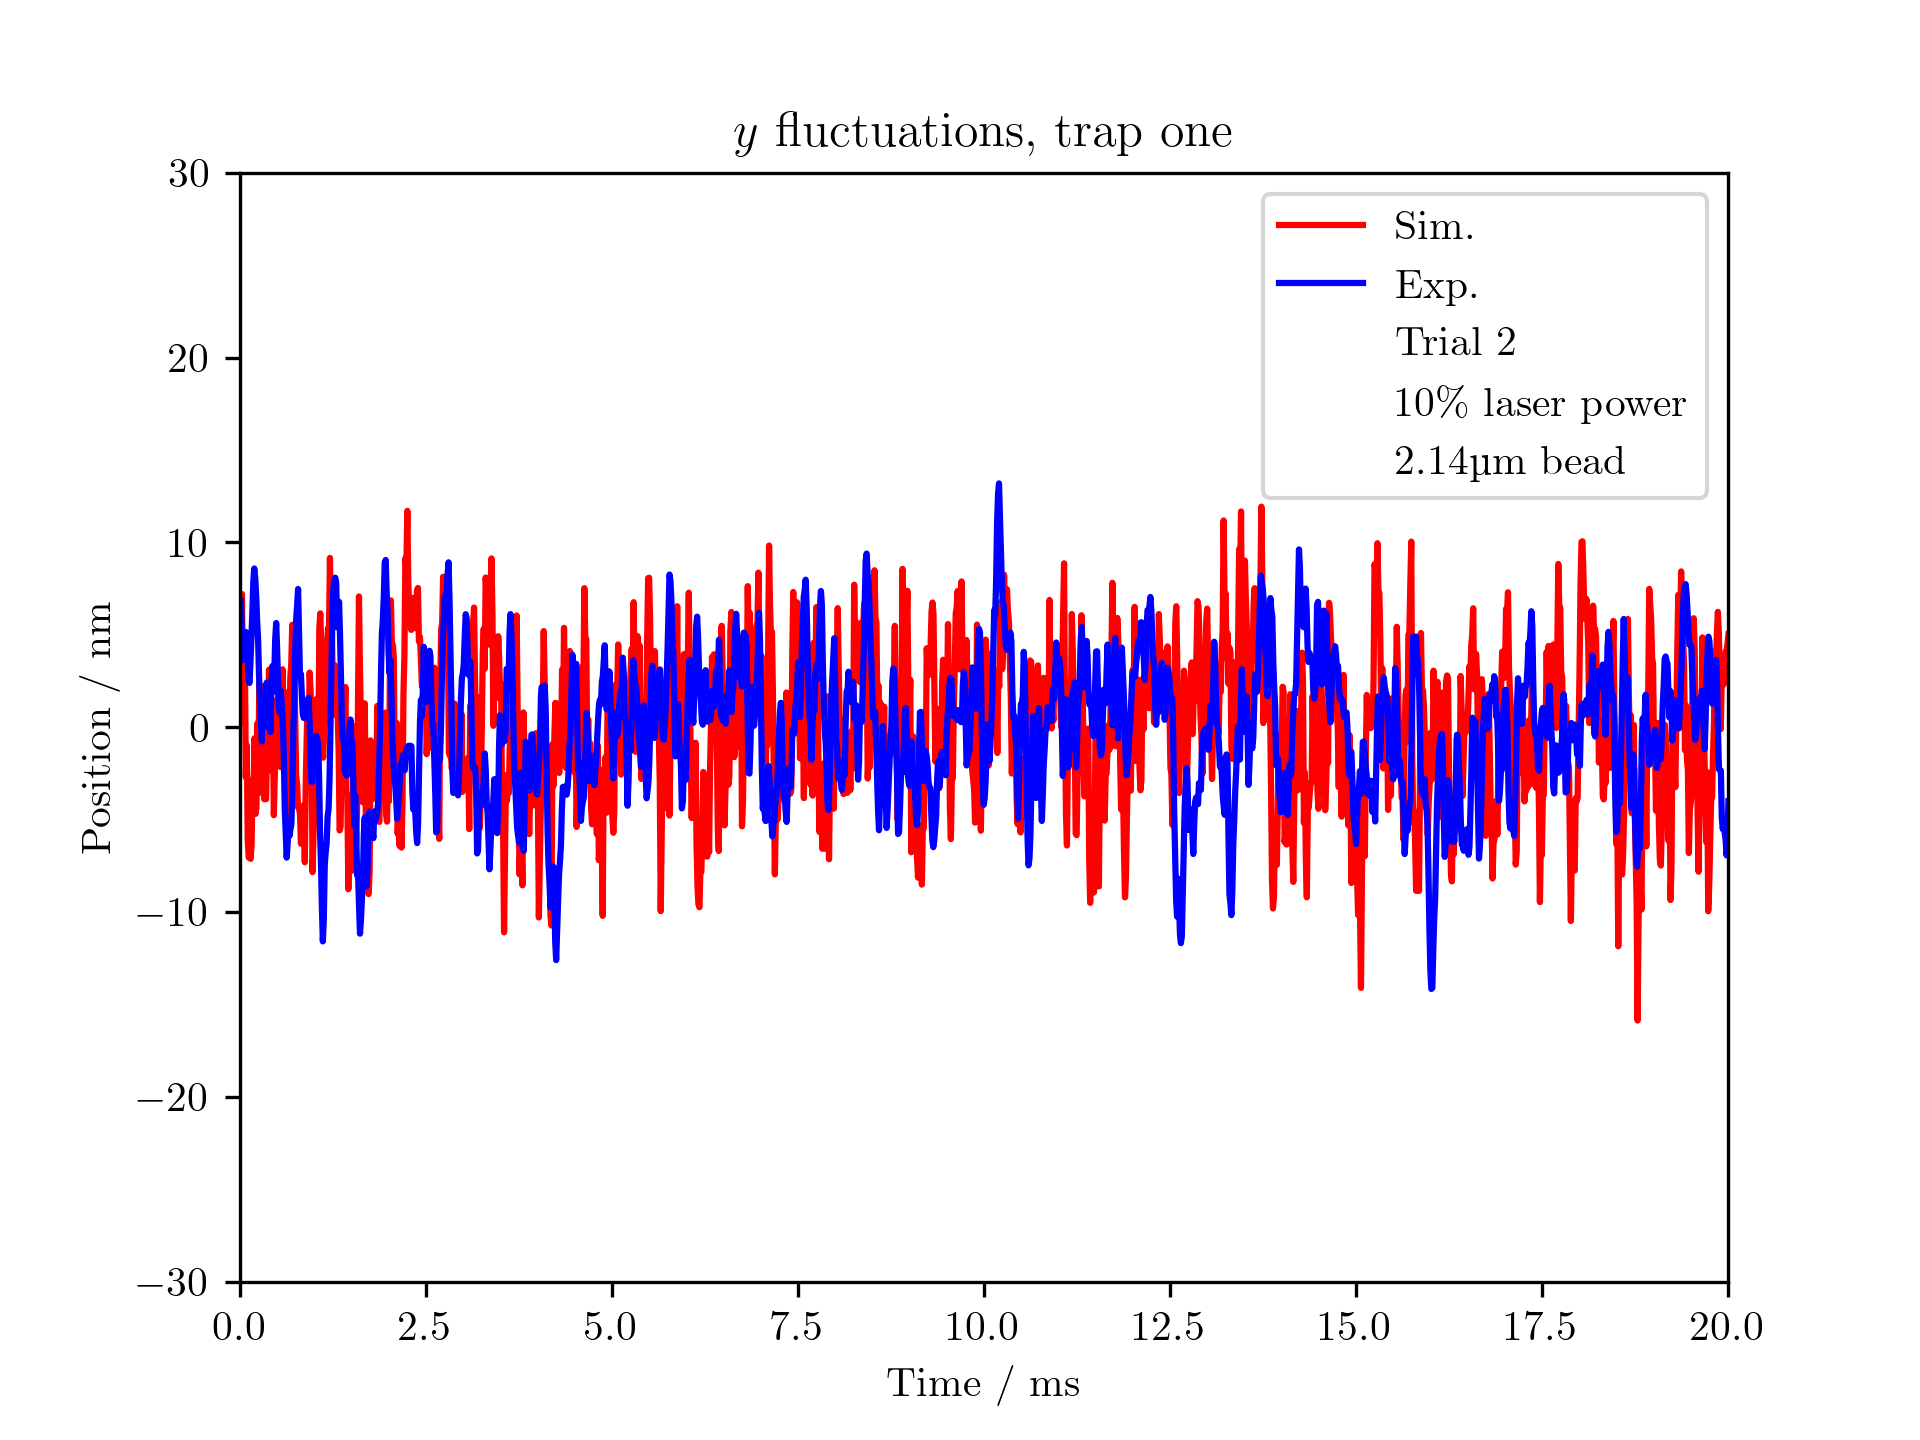 y fluctuations, trap one
30
20
10
0
−10
−20
−30
Position / nm
Sim.
Exp.
Trial 2
10% laser power
2.14µm bead
0.0 2.5 5.0 7.5 10.0 12.5 15.0 17.5 20.0
Time / ms